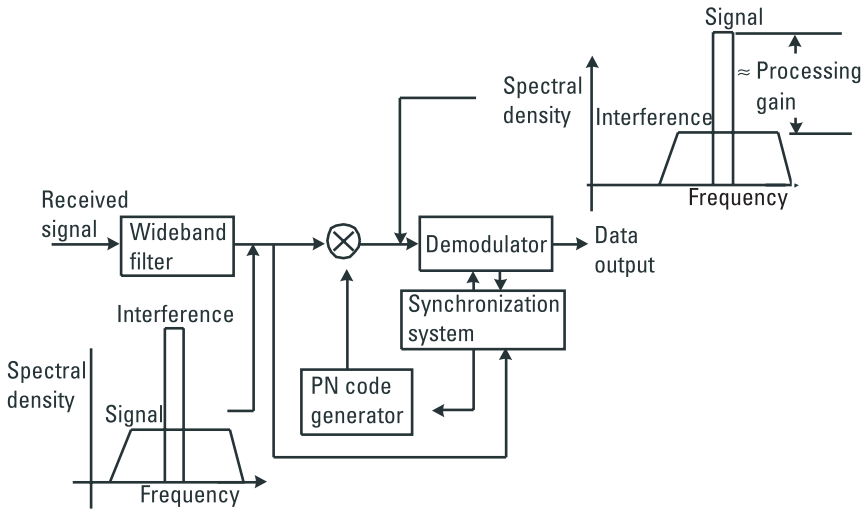 Signal
≈ Processing
gain
Spectral
density
Interference
Frequency
Received
signal
Wideband
filter
Demodulator
Data
output
Synchronization
system
Interference
Spectral
density
Signal
Frequency
PN code
generator